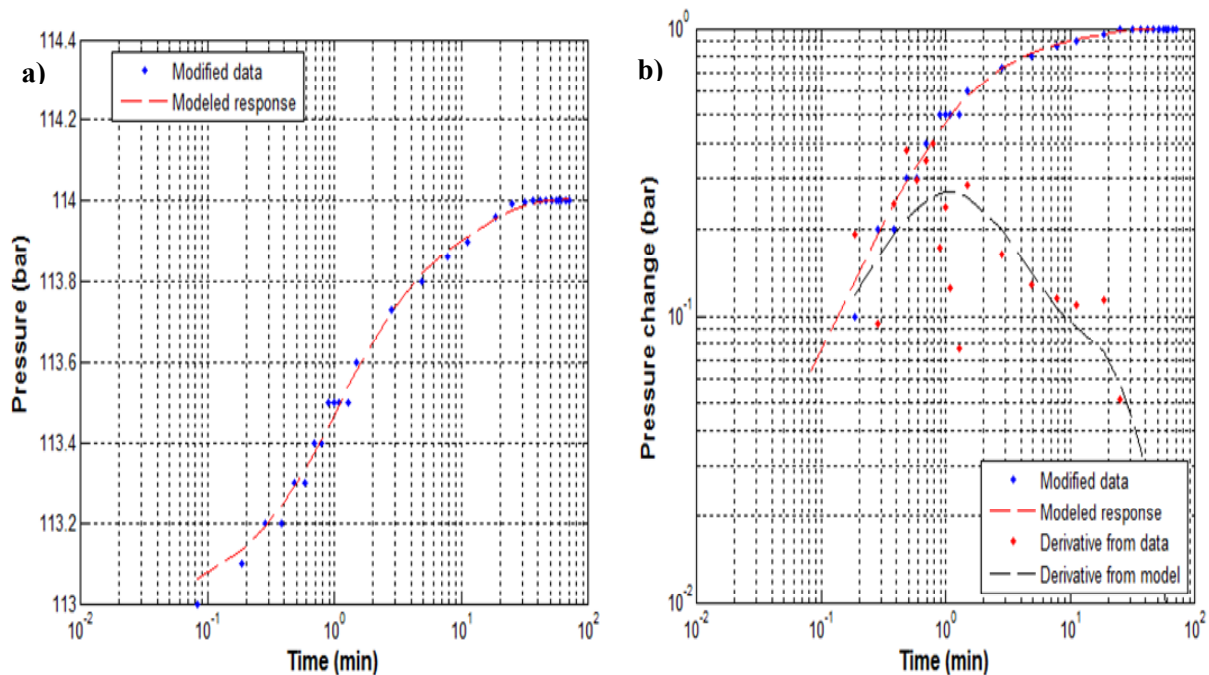 a)
Modified data
Modeled response
Pressure (bar)
114.4
114.2
114
113.8
113.6
113.4
113.2
113
10^-2
10^-1
10^0
10^1
10^2
Time (min)
b)
Modified data
Modeled response
Derivative from data
Derivative from model
Pressure change (bar)
10^0
10^-1
10^-2
10^-2
10^-1
10^0
10^1
10^2
Time (min)